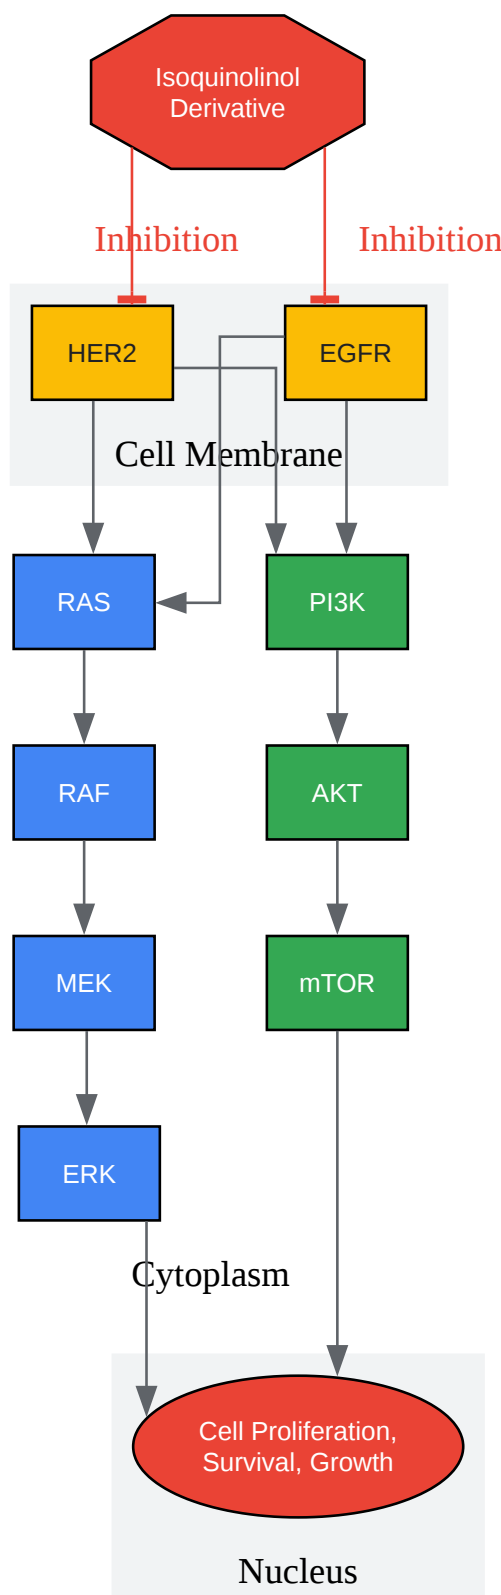 Isoquinolinol
Derivative
Inhibition
Inhibition
HER2
EGFR
Cell Membrane
RAS
PI3K
RAF
AKT
MEK
mTOR
ERK
Cytoplasm
Cell Proliferation,
Survival, Growth
Nucleus